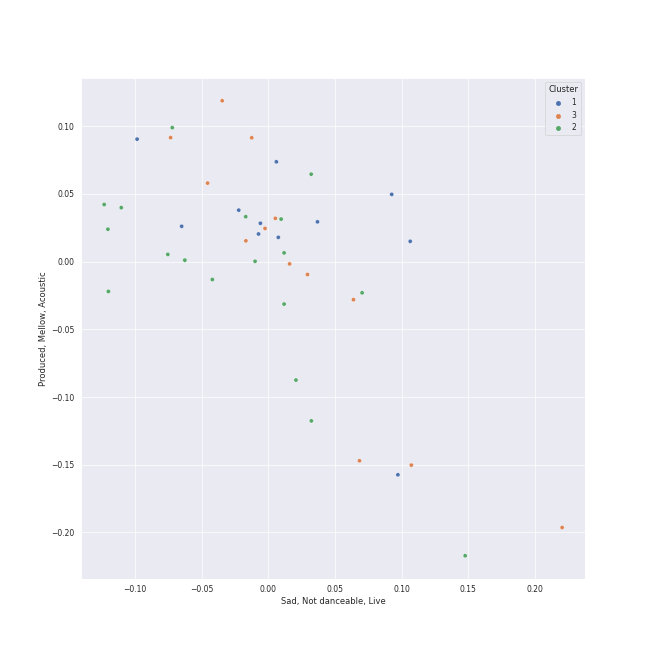 Cluster
1
3
2
0.10
0.05
0.00
−0.05
−0.10
−0.15
−0.20
Produced, Mellow, Acoustic
−0.10 −0.05 0.00 0.05 0.10 0.15 0.20
Sad, Not danceable, Live